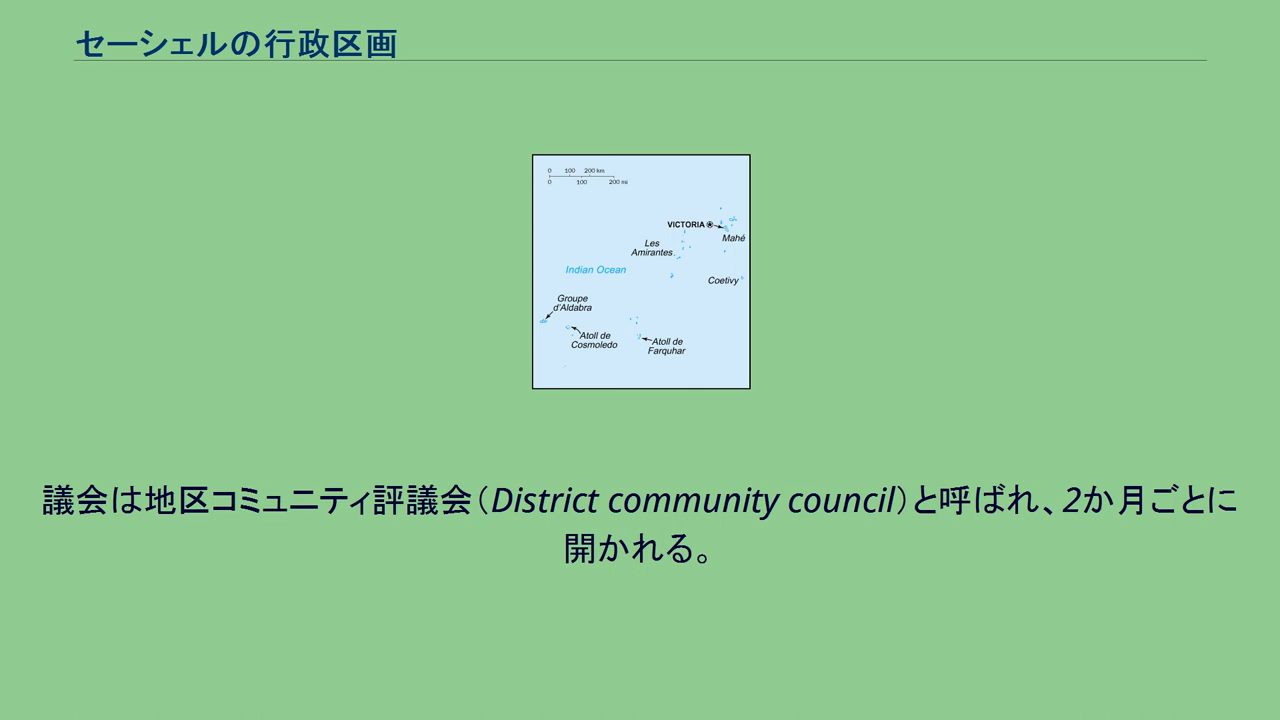 セーシェルの行政区画
0 100 200 km
0 100 200 mi
VICTORIA
Mahé
Les
Amirantes
Indian Ocean
Coetivy
Groupe
d'Aldabra
Atoll de
Cosmoledo
Atoll de
Farquhar
議会は地区コミュニティ評議会（District community council）と呼ばれ、2か月ごとに
開かれる。